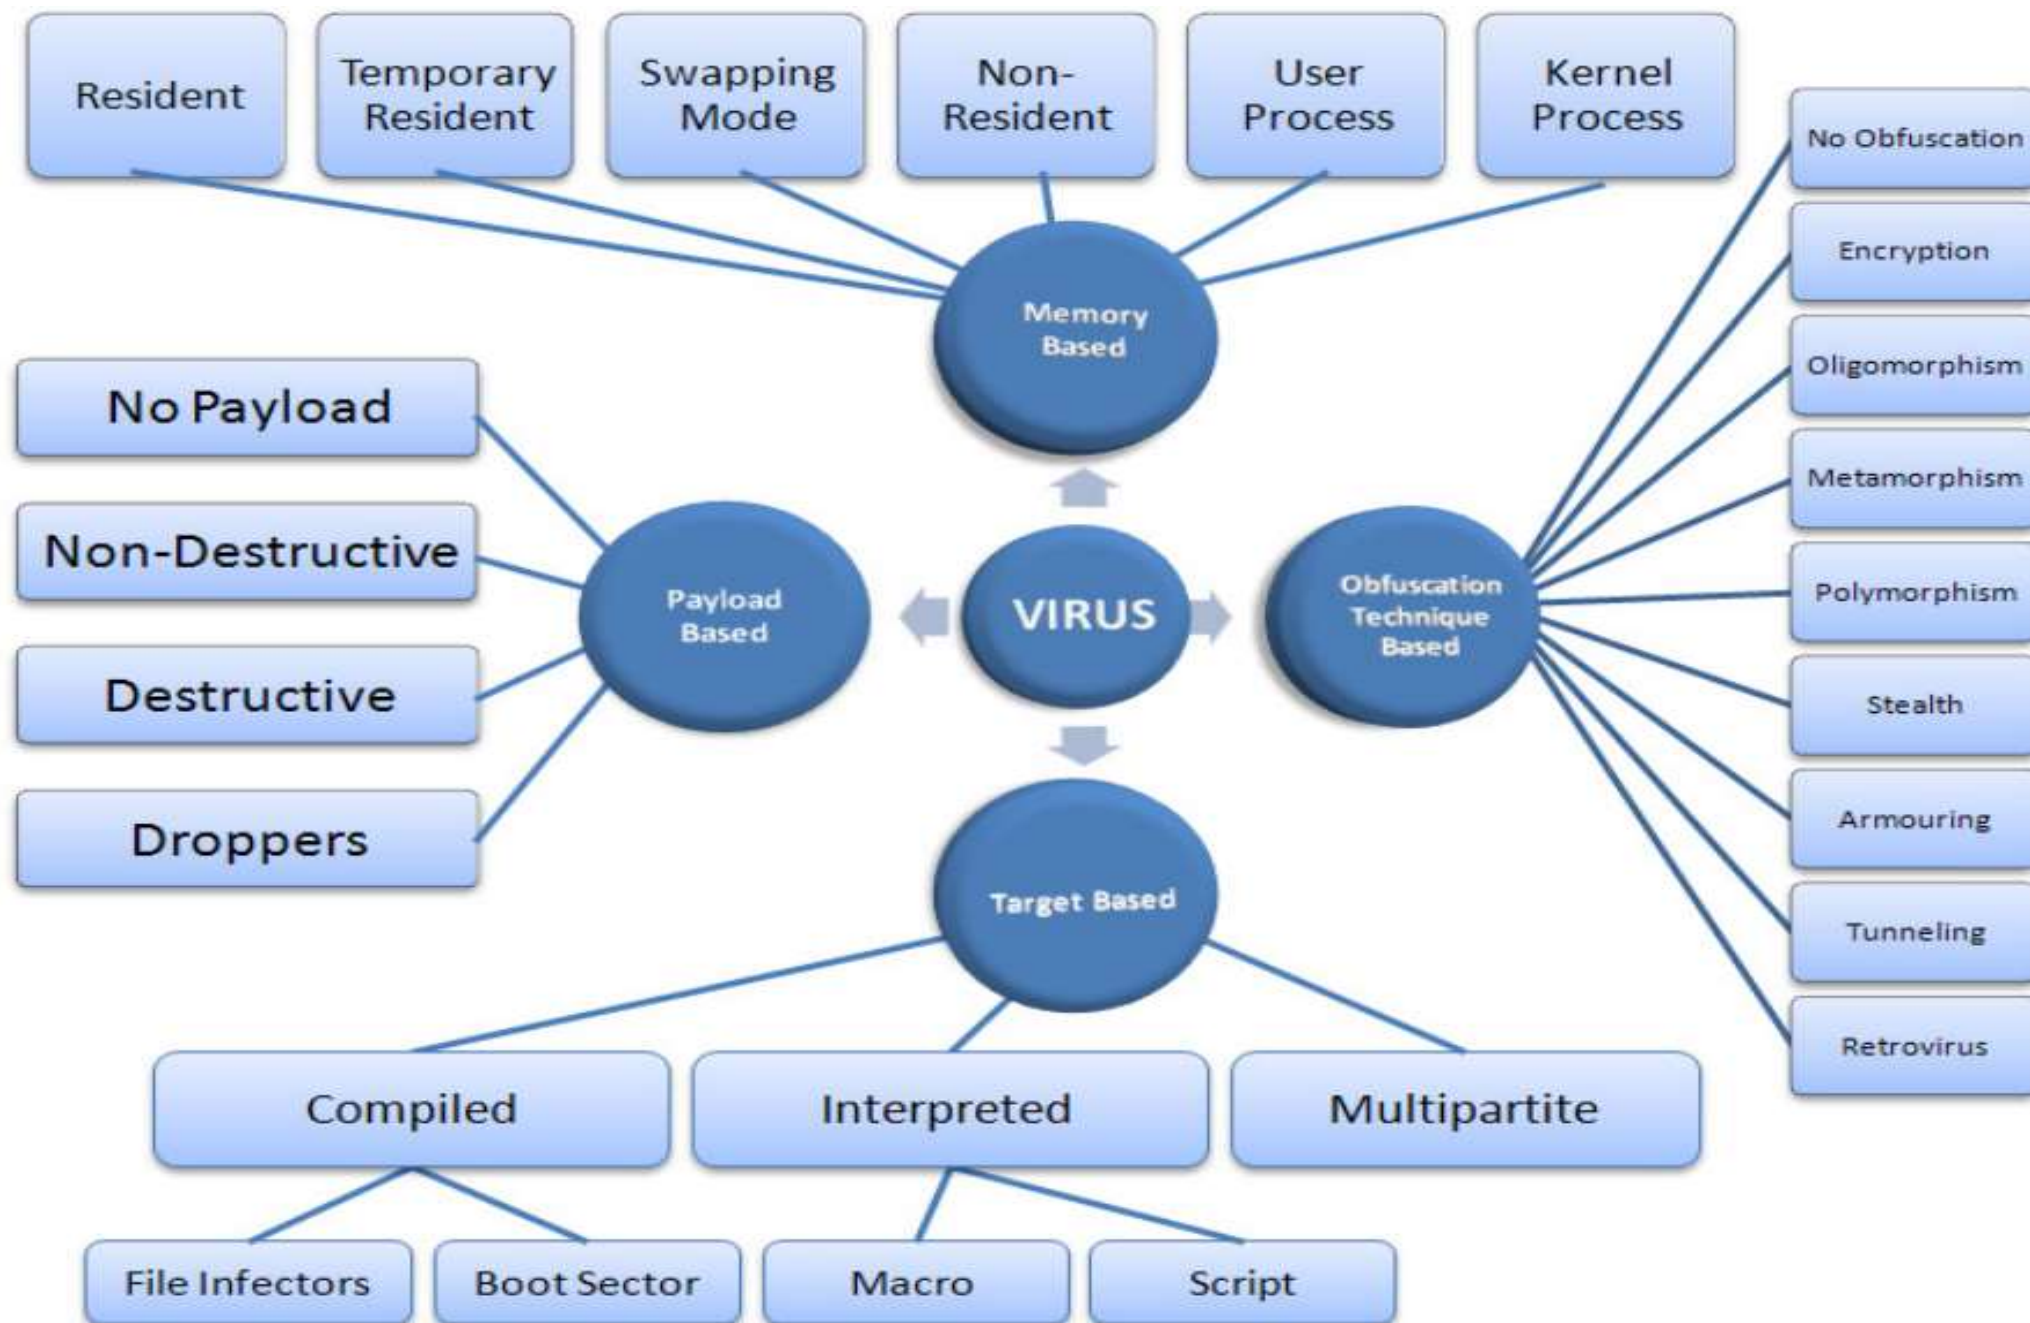 Resident
Temporary
Resident
Swapping
Mode
Non-
Resident
User
Process
Kernel
Process
No Obfuscation
Encryption
Oligomorphism
Metamorphism
Polymorphism
Stealth
Armouring
Tunneling
Retrovirus
Memory
Based
No Payload
Non-Destructive
Destructive
Droppers
Payload
Based
VIRUS
Obfuscation
Technique
Based
Target Based
Compiled
Interpreted
Multipartite
File Infectors
Boot Sector
Macro
Script